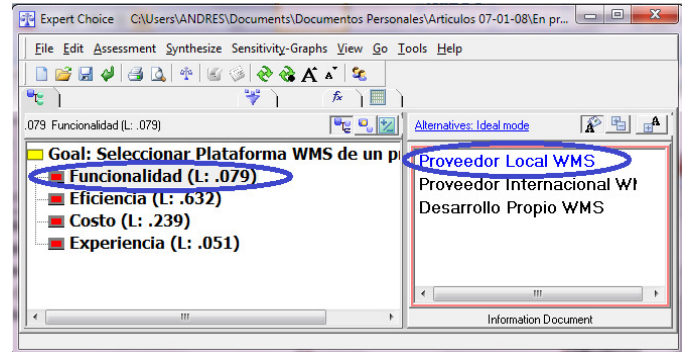 Expert Choice C:\Users\ANDRES\Documents\Documentos Personales\Articulos 07-01-08\En pr...
File Edit Assessment Synthesize Sensitivity-Graphs View Go Tools Help
.079 Funcionalidad (L: .079)
Alternatives: Ideal mode
Goal: Seleccionar Plataforma WMS de un p
Funcionalidad (L: .079)
Eficiencia (L: .632)
Costo (L: .239)
Experiencia (L: .051)
Proveedor Local WMS
Proveedor Internacional WM
Desarrollo Propio WMS
Information Document